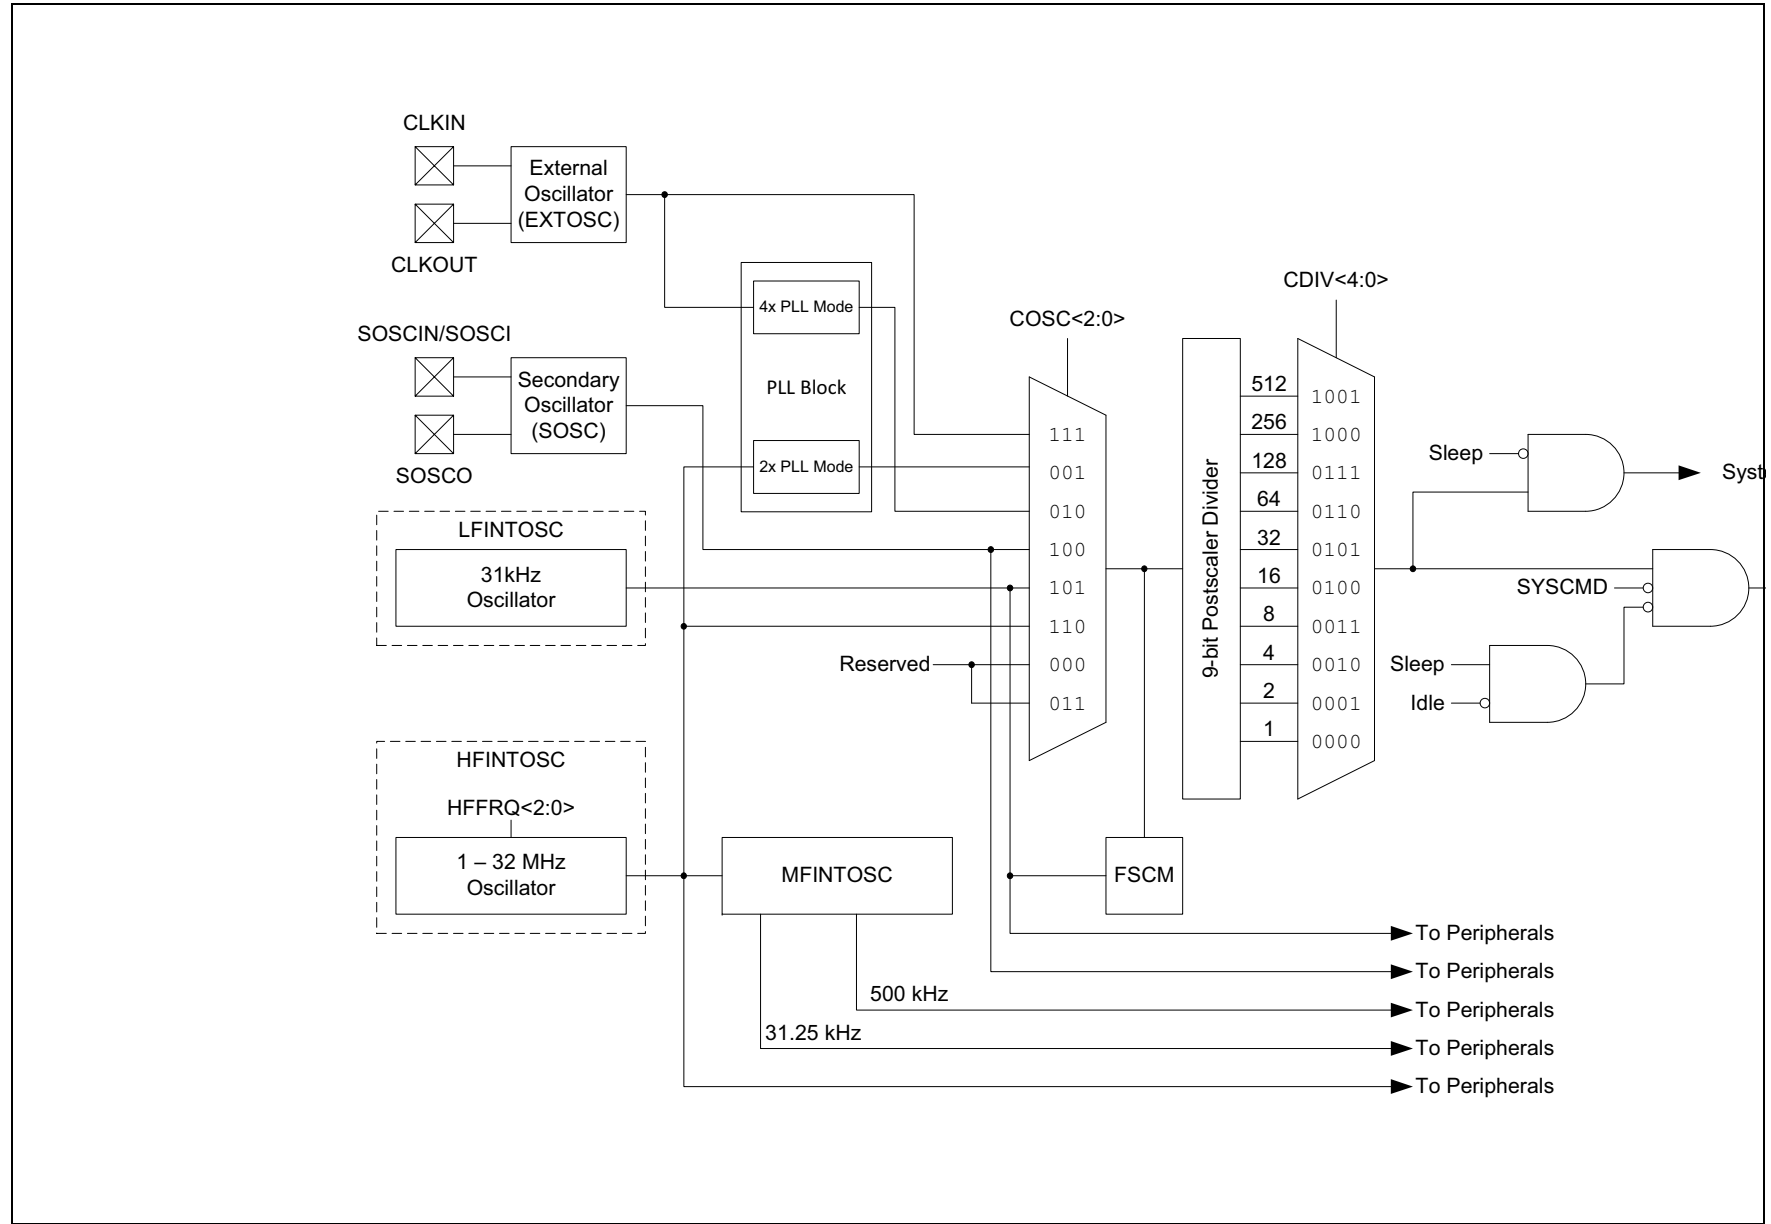 CLKIN
External
Oscillator
(EXTOSC)
CLKOUT
4x PLL Mode
PLL Block
2x PLL Mode
SOSCIN/SOSCI
Secondary
Oscillator
(SOSC)
SOSCO
LFINTOSC
31kHz
Oscillator
Reserved
HFINTOSC
HFFRQ<2:0>
1 – 32 MHz
Oscillator
MFINTOSC
FSCM
COSC<2:0>
111
001
010
100
101
110
000
011
9-bit Postscaler Divider
512
256
128
64
32
16
8
4
2
1
CDIV<4:0>
1001
1000
0111
0110
0101
0100
0011
0010
0001
0000
Sleep
Syst
SYSCMD
Sleep
Idle
To Peripherals
To Peripherals
500 kHz
To Peripherals
31.25 kHz
To Peripherals
To Peripherals